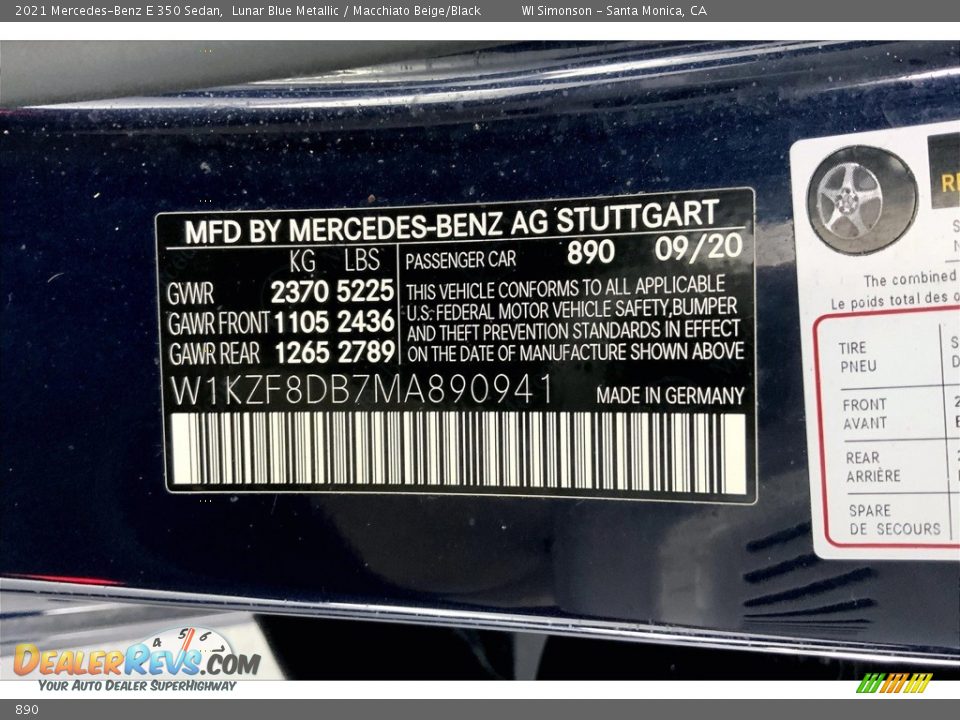 2021 Mercedes-Benz E 350 Sedan,  Lunar Blue Metallic / Macchiato Beige/Black    WI Simonson - Santa Monica, CA
MFD BY MERCEDES-BENZ AG STUTTGART
KG LBS
GWWR 2370 5225
GAWR FRONT 1105 2436
GAWR REAR 1265 2789
PASSENGER CAR 890 09/20
THIS VEHICLE CONFORMS TO ALL APPLICABLE
U.S. FEDERAL MOTOR VEHICLE SAFETY, BUMPER
AND THEFT PREVENTION STANDARDS IN EFFECT
ON THE DATE OF MANUFACTURE SHOWN ABOVE
W1KZF8DB7MA890941 MADE IN GERMANY
The combined
Le poids total des
TIRE
PNEU
FRONT
AVANT
REAR
ARRIÈRE
SPARE
DE SECOURS
4 5 6
DealerRevs.com
Your Auto Dealer SuperHighway
890